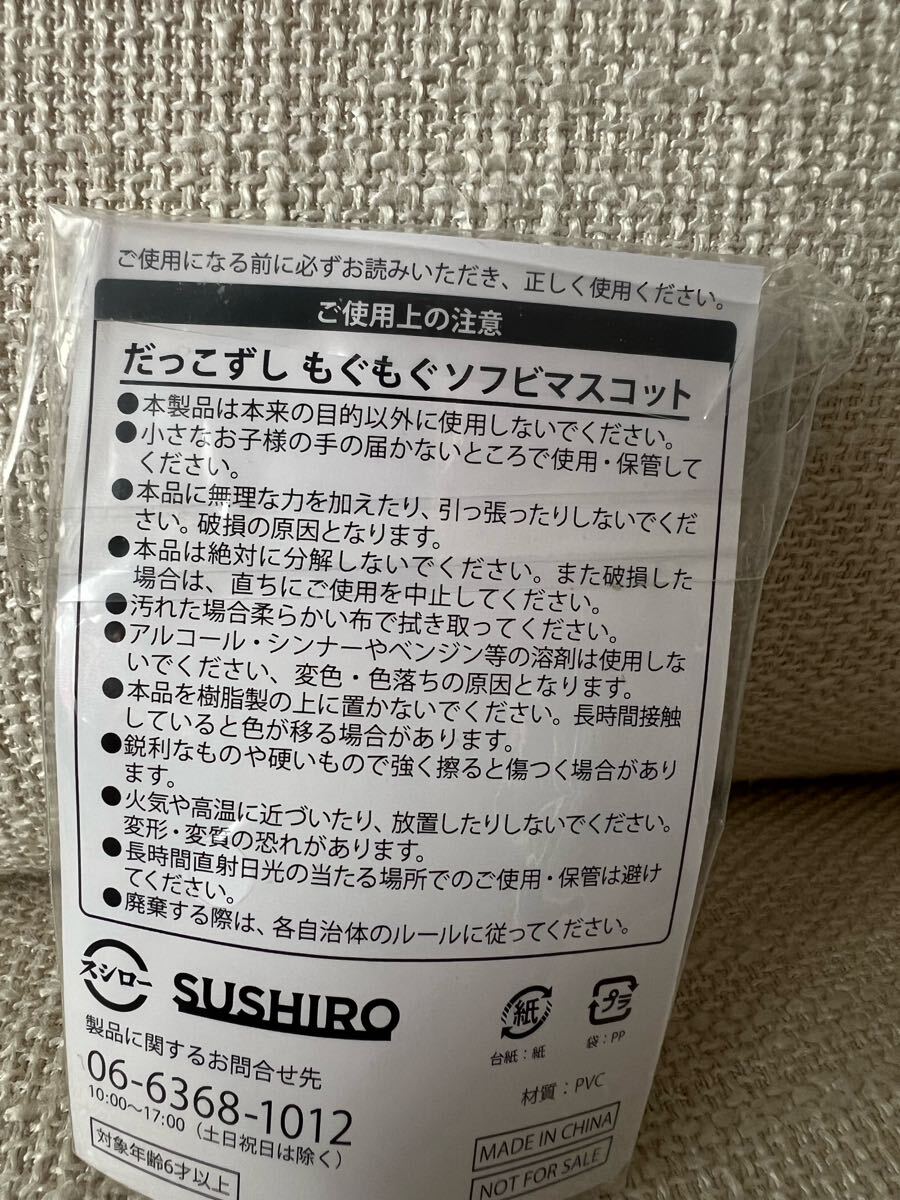 ご使用になる前に必ずお読みいただき、正しく使用ください。
ご使用上の注意
だっこずし もぐもぐソフビマスコット
●本製品は本来の目的以外に使用しないでください。
●小さなお子様の手の届かないところで使用・保管して
ください。
●本品に無理な力を加えたり、引っ張ったりしないでくだ
さい。破損の原因となります。
●本品は絶対に分解しないでください。また破損した
場合は、直ちにご使用を中止してください。
●汚れた場合柔らかい布で拭き取ってください。
●アルコール・シンナーやベンジン等の溶剤は使用しな
いでください、変色・色落ちの原因となります。
●本品を樹脂製の上に置かないでください。長時間接触
していると色が移る場合があります。
●鋭利なものや硬いもので強く擦ると傷つく場合があり
ます。
●火気や高温に近づいたり、放置したりしないでください。
変形・変質の恐れがあります。
●長時間直射日光の当たる場所でのご使用・保管は避け
てください。
●廃棄する際は、各自治体のルールに従ってください。
スシロー SUSHIRO
製品に関するお問合せ先
06-6368-1012
10:00〜17:00（土日祝日は除く）
対象年齢6才以上
紙
台紙：紙
プラ
袋：PP
材質：PVC
MADE IN CHINA
NOT FOR SALE